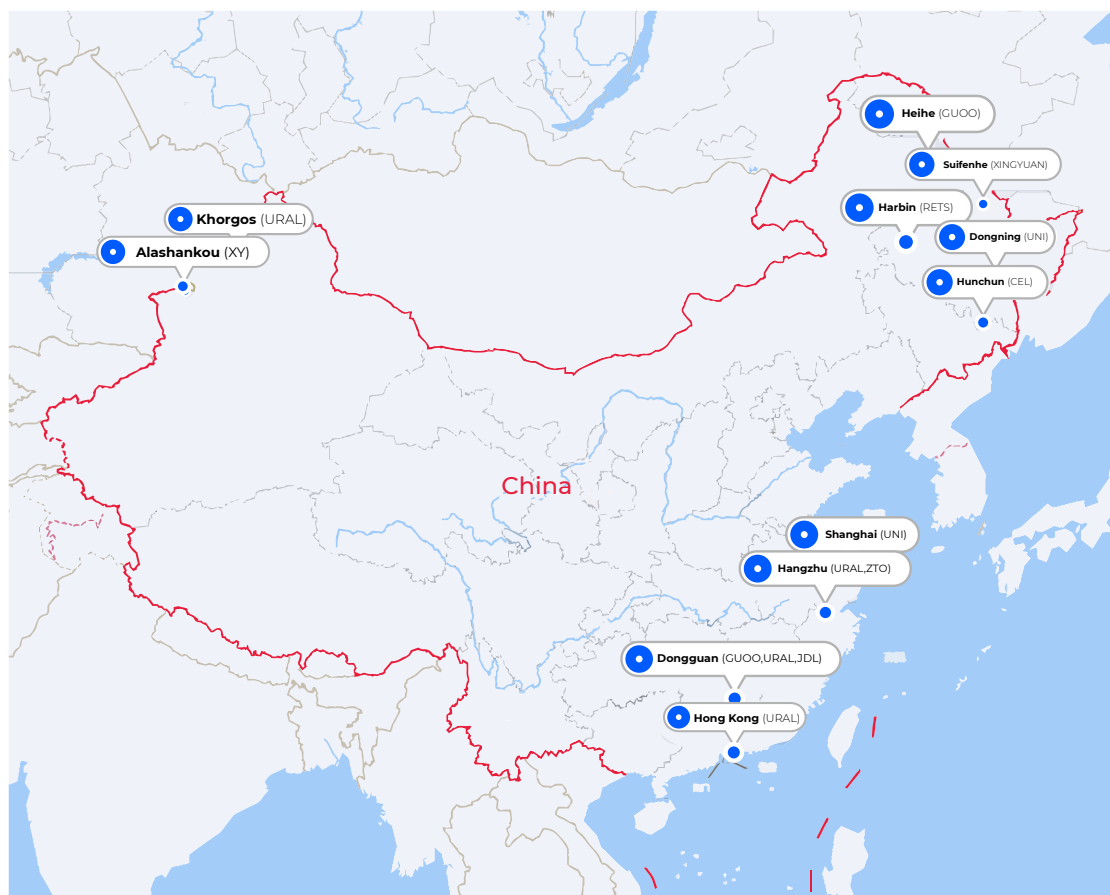 Heihe (GUOO)
Suifenhe (XINGYUAN)
Harbin (RETS)
Khorgos (URAL)
Dongning (UNI)
Alashankou (XY)
Hunchun (CEL)
China
Shanghai (UNI)
Hangzhu (URAL,ZTO)
Dongguan (GUOO,URAL,JDL)
Hong Kong (URAL)